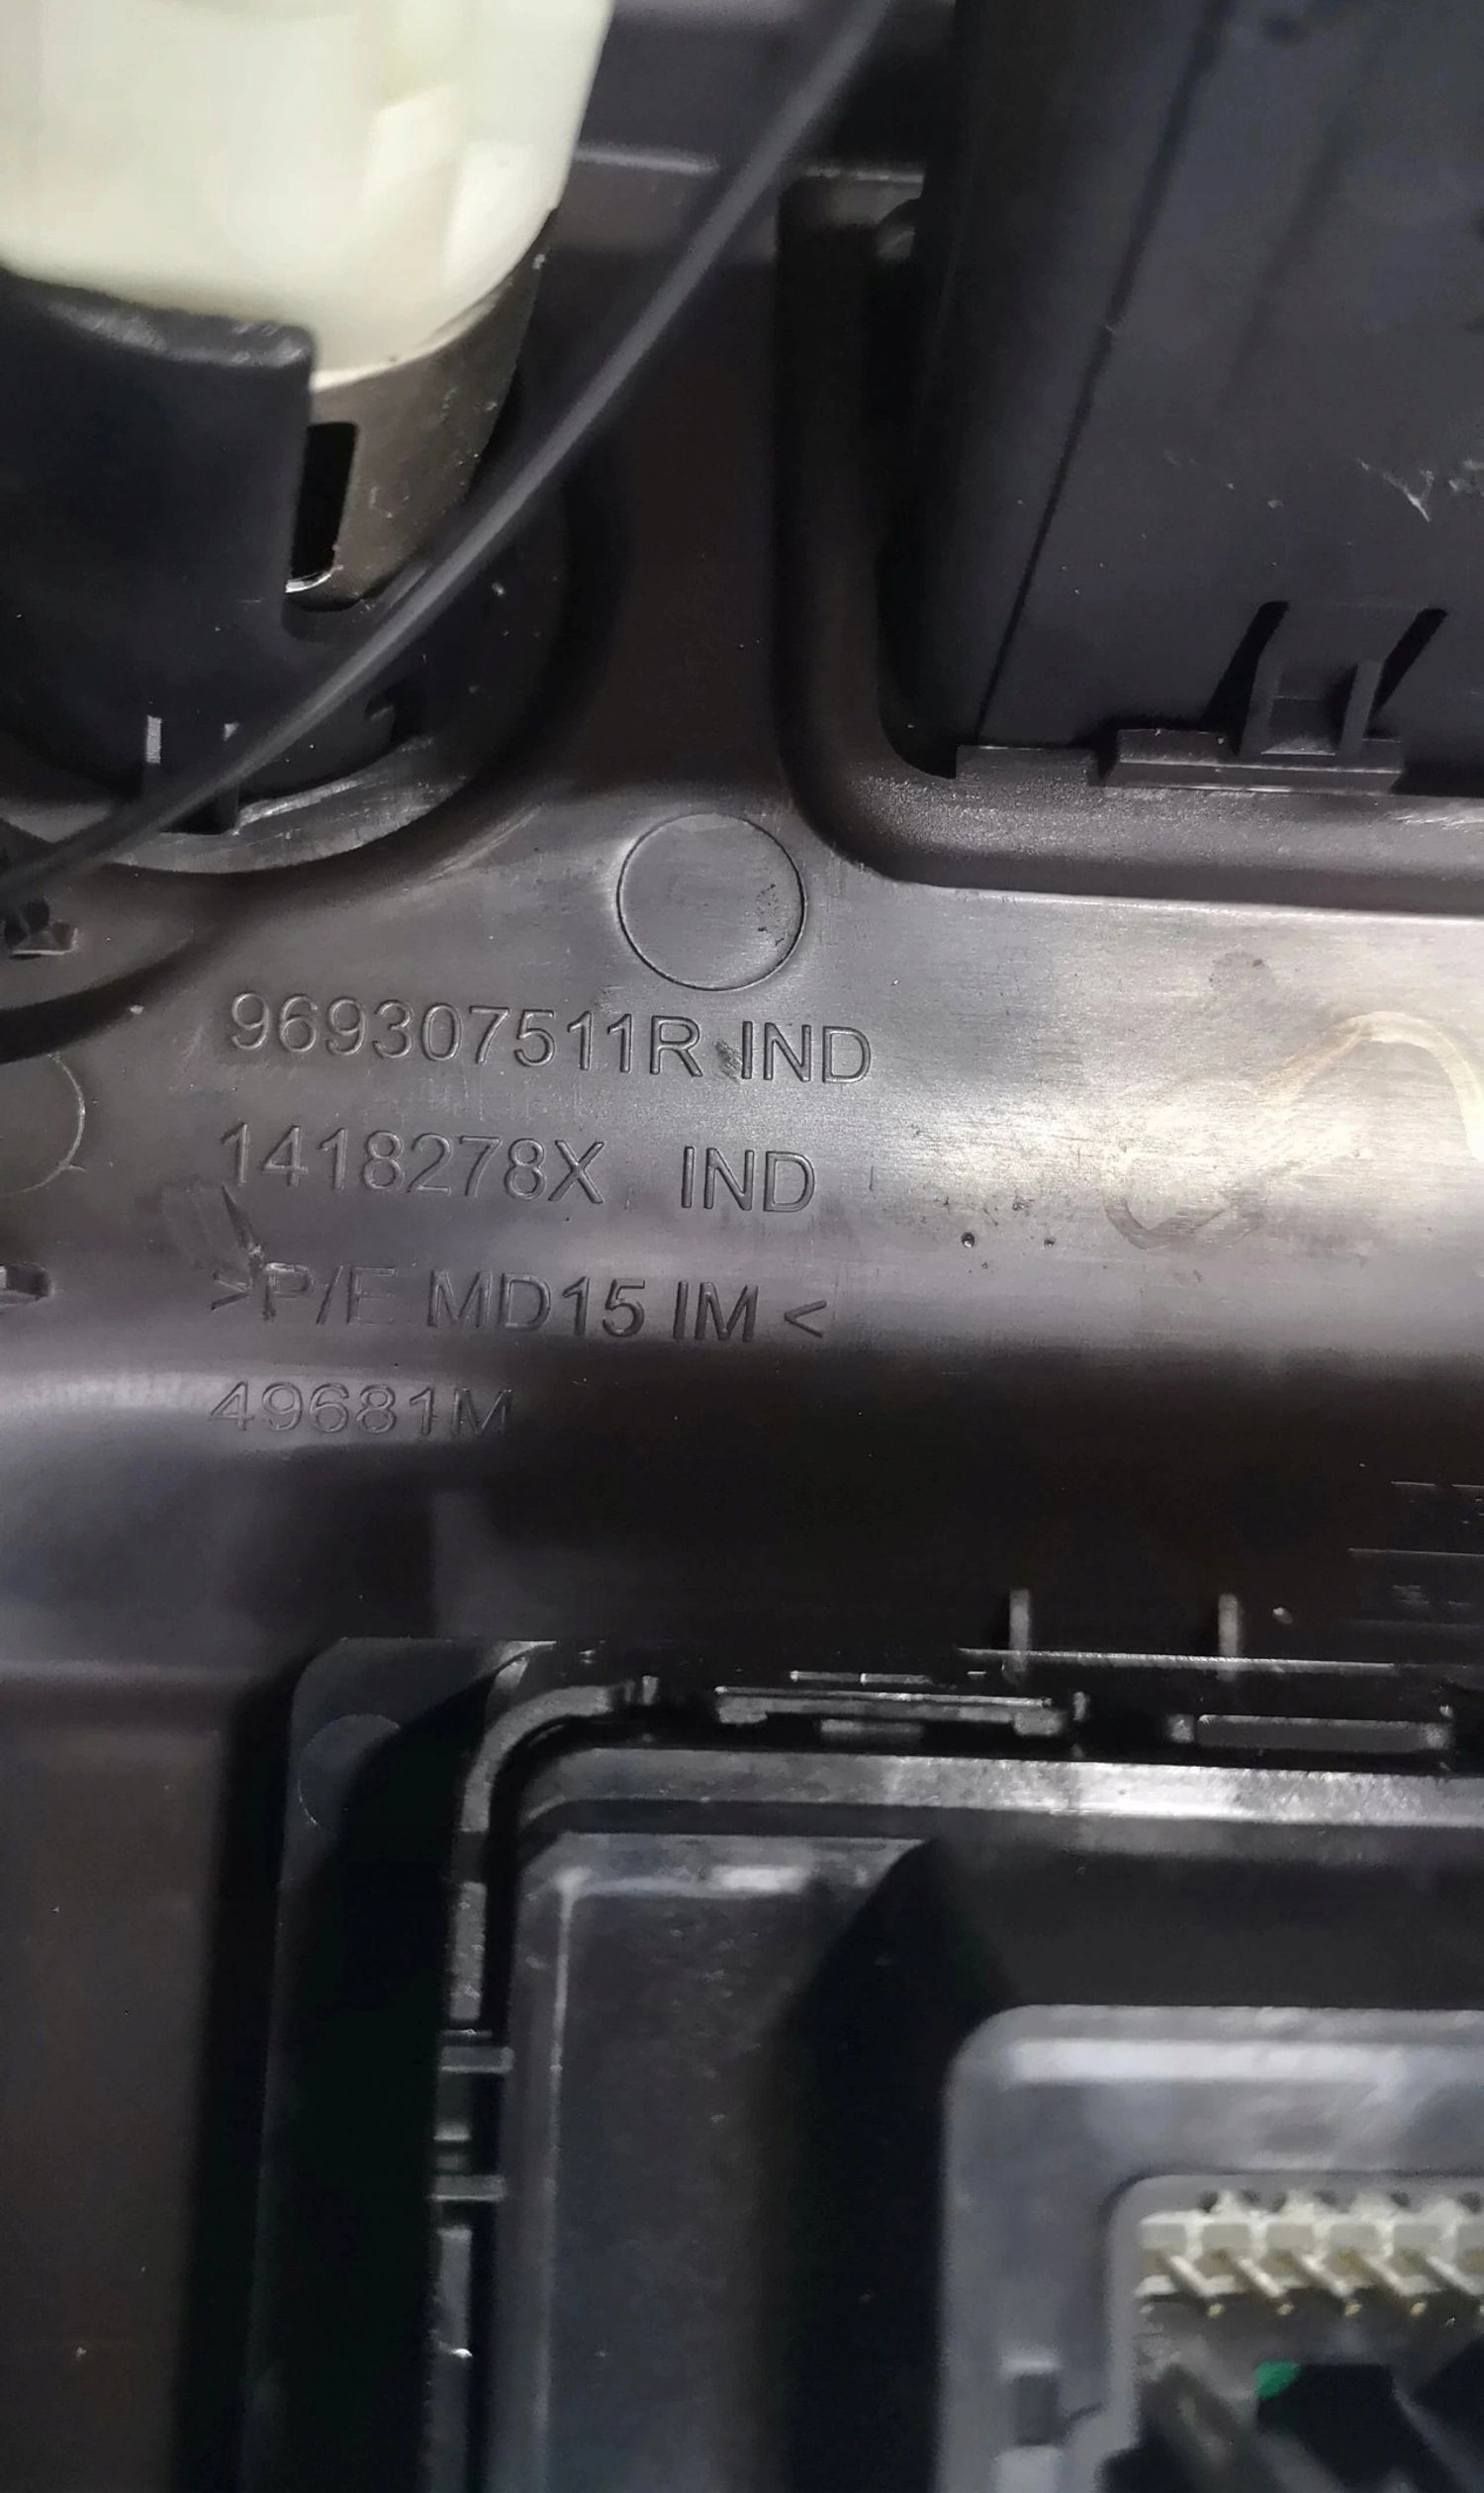 969307511R IND
1418278X IND
>P/E MD15 IM <
49681M